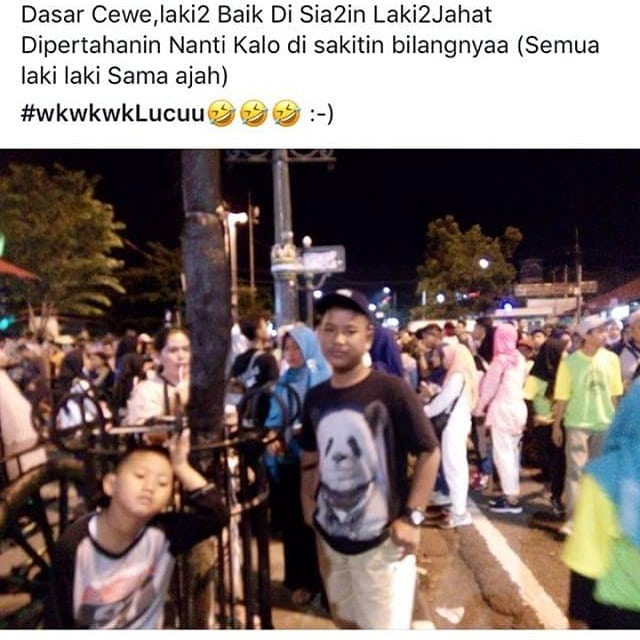 Dasar Cewe,laki2 Baik Di Sia2in Laki2Jahat
Dipertahanin Nanti Kalo di sakitin bilangnyaa (Semua
laki laki Sama ajah)
#wkwkwkLucuu🤣🤣🤣 :-)